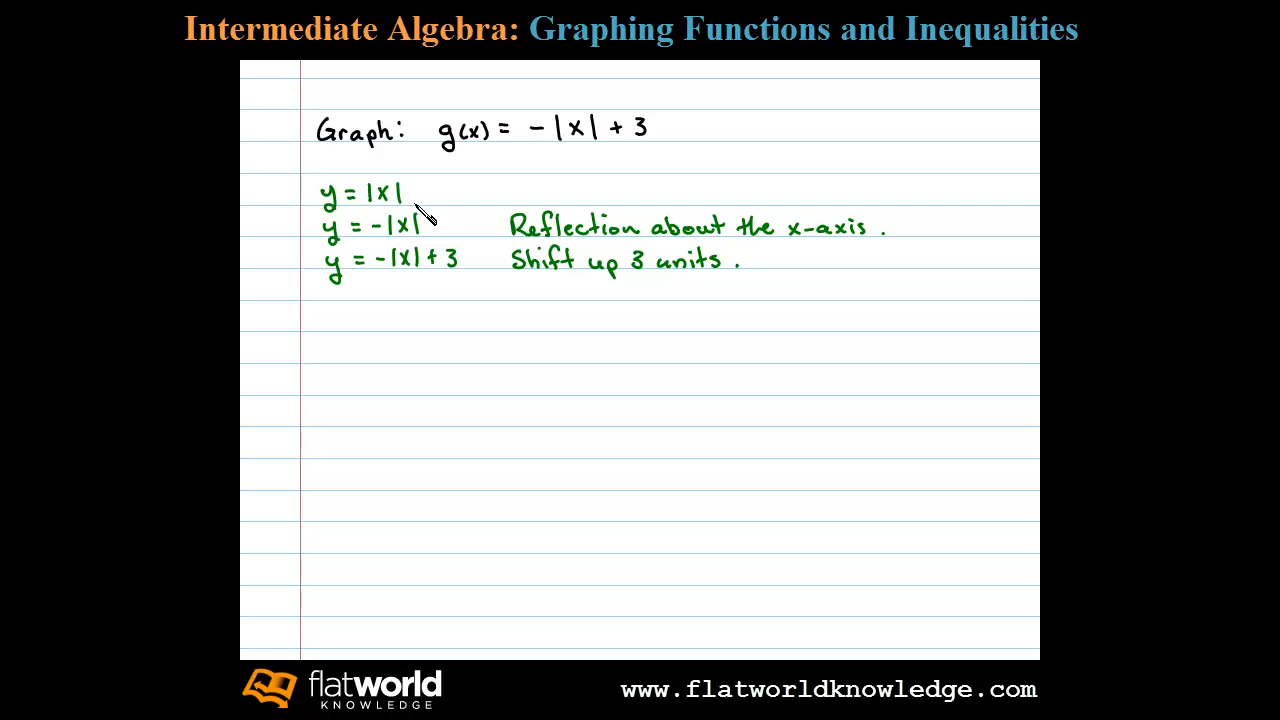 Intermediate Algebra: Graphing Functions and Inequalities
Graph: g(x) = -|x| + 3
y = |x|
y = -|x| Reflection about the x-axis.
y = -|x| + 3 Shift up 3 units.
flatworld
KNOWLEDGE
www.flatworldknowledge.com